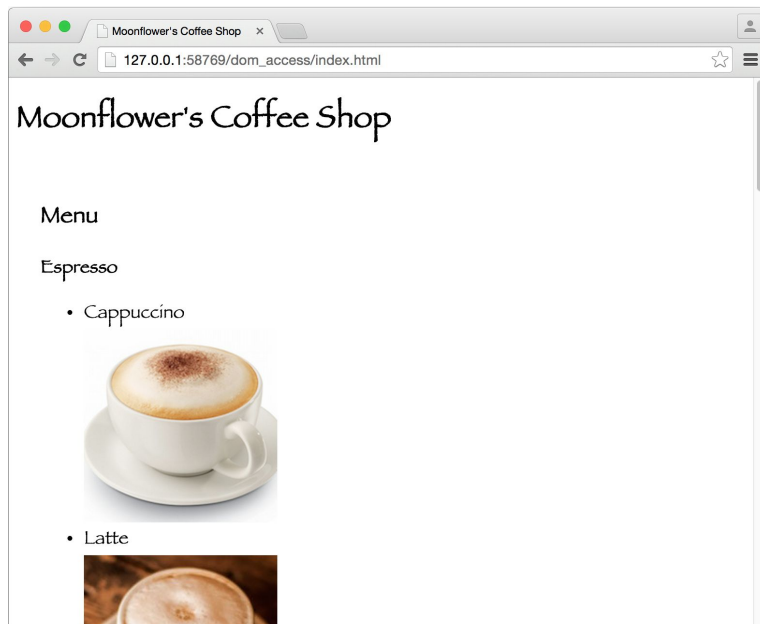 Moonflower's Coffee Shop
127.0.0.1:58769/dom_access/index.html
Moonflower's Coffee Shop
Menu
Espresso
Cappuccino
Latte